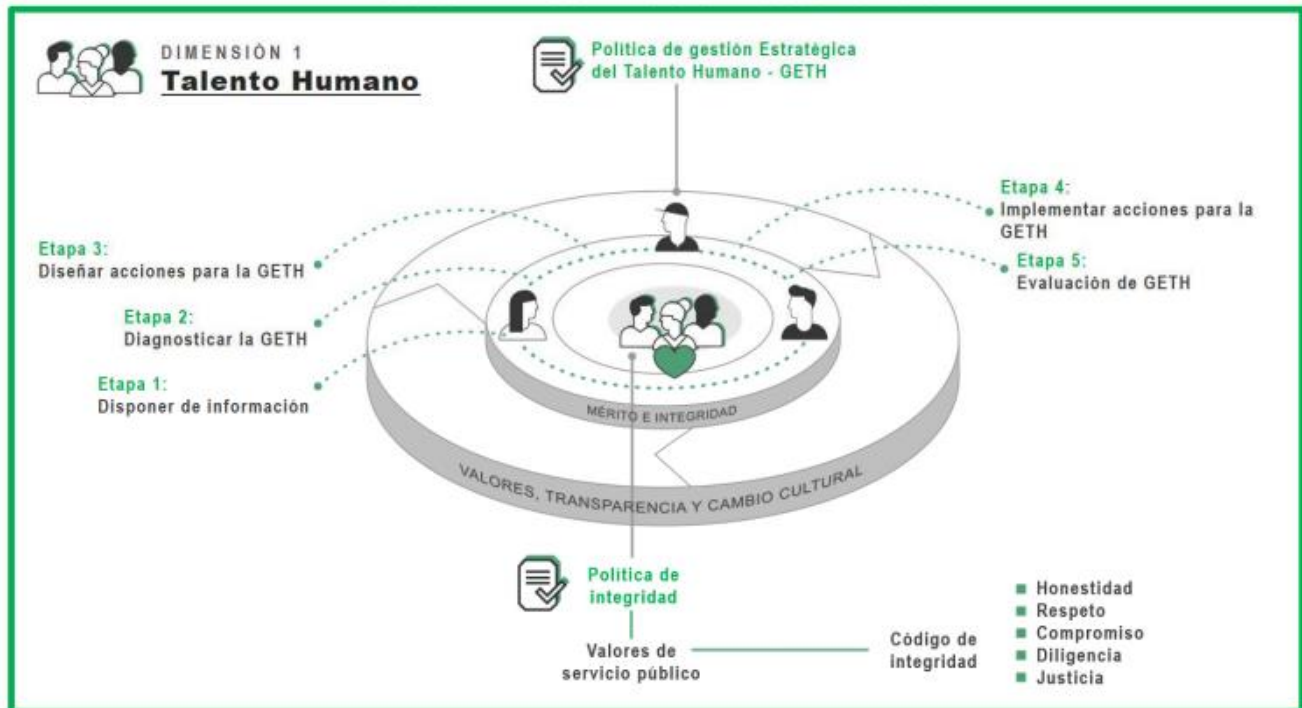 DIMENSIÓN 1
Talento Humano
Política de gestión Estratégica
del Talento Humano - GETH
Etapa 3:
Diseñar acciones para la GETH
Etapa 2:
Diagnosticar la GETH
Etapa 1:
Disponer de información
Etapa 4:
Implementar acciones para la
GETH
Etapa 5:
Evaluación de GETH
MÉRITO E INTEGRIDAD
VALORES, TRANSPARENCIA Y CAMBIO CULTURAL
Política de
integridad
Valores de
servicio público
Código de
integridad
Honestidad
Respeto
Compromiso
Diligencia
Justicia